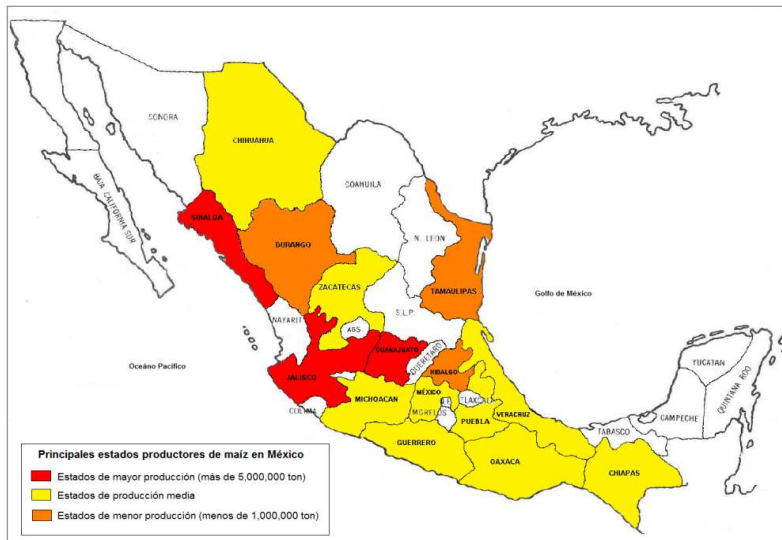 SONORA
CHIHUAHUA
COAHUILA
BAJA CALIFORNIA SUR
SINALOA
DURANGO
N. LEON
TAMAULIPAS
ZACATECAS
Golfo de México
S.L.P.
NAYARIT
AGS.
GUANAJUATO
QUERETARO
Océano Pacífico
HIDALGO
YUCATAN
QUINTANA ROO
JALISCO
MÉXICO
D.F.
TLAXCALA
MICHOACAN
COLIMA
MORELOS
PUEBLA
VERACRUZ
CAMPECHE
TABASCO
GUERRERO
OAXACA
CHIAPAS
Principales estados productores de maíz en México
Estados de mayor producción (más de 5,000,000 ton)
Estados de producción media
Estados de menor producción (menos de 1,000,000 ton)